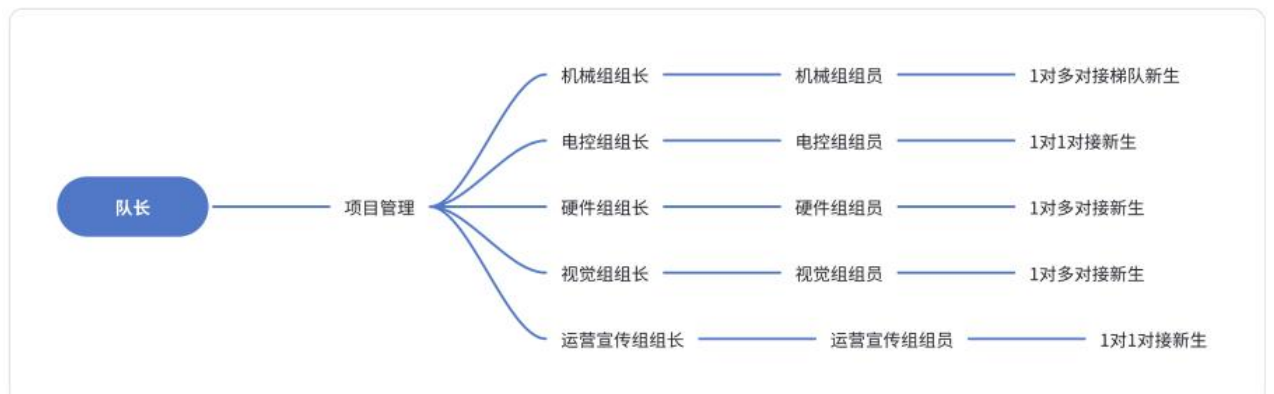 机械组组长 机械组组员 1对多对接梯队新生
电控组组长 电控组组员 1对1对接新生
队长 项目管理 硬件组组长 硬件组组员 1对多对接新生
视觉组组长 视觉组组员 1对多对接新生
运营宣传组组长 运营宣传组组员 1对1对接新生